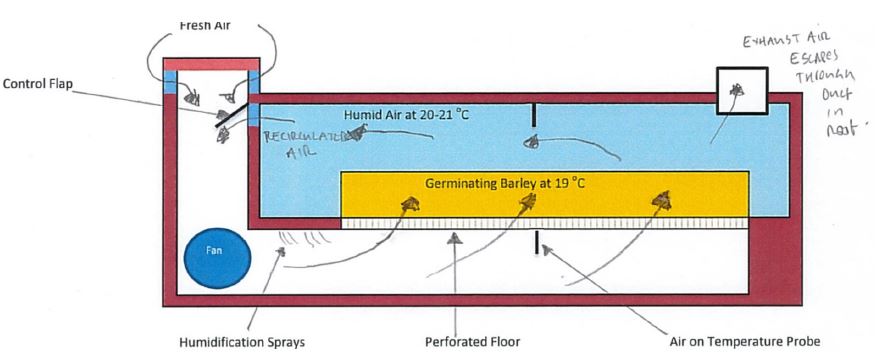 Fresh Air
EXHAUST AIR
ESCAPES
THROUGH
Duct
in
roof.
Control Flap
Humid Air at 20-21 °C
RECIRCULATED
AIR
Germinating Barley at 19 °C
Fan
Humidification Sprays
Perforated Floor
Air on Temperature Probe